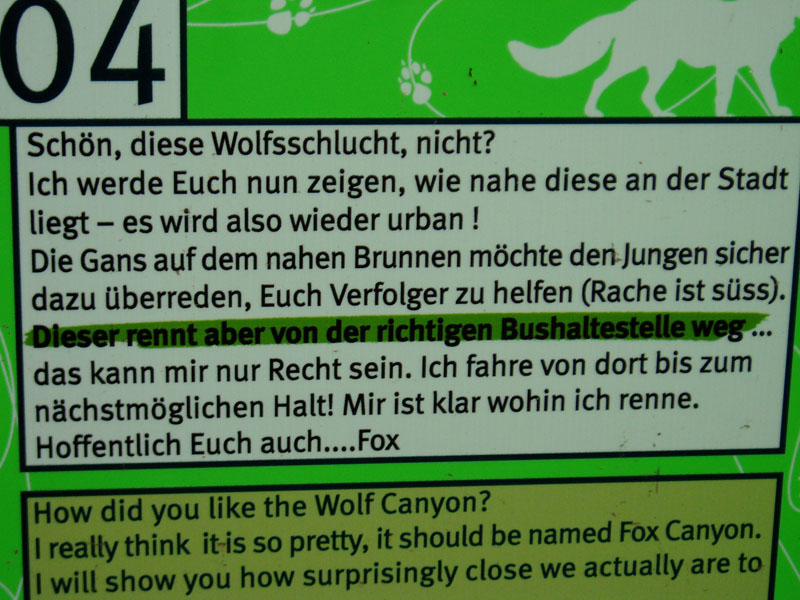 04
Schön, diese Wolfsschlucht, nicht?
Ich werde Euch nun zeigen, wie nahe diese an der Stadt
liegt – es wird also wieder urban !
Die Gans auf dem nahen Brunnen möchte den Jungen sicher
dazu überreden, Euch Verfolger zu helfen (Rache ist süss).
Dieser rennt aber von der richtigen Bushaltestelle weg ...
das kann mir nur Recht sein. Ich fahre von dort bis zum
nächstmöglichen Halt! Mir ist klar wohin ich renne.
Hoffentlich Euch auch....Fox
How did you like the Wolf Canyon?
I really think it is so pretty, it should be named Fox Canyon.
I will show you how surprisingly close we actually are to